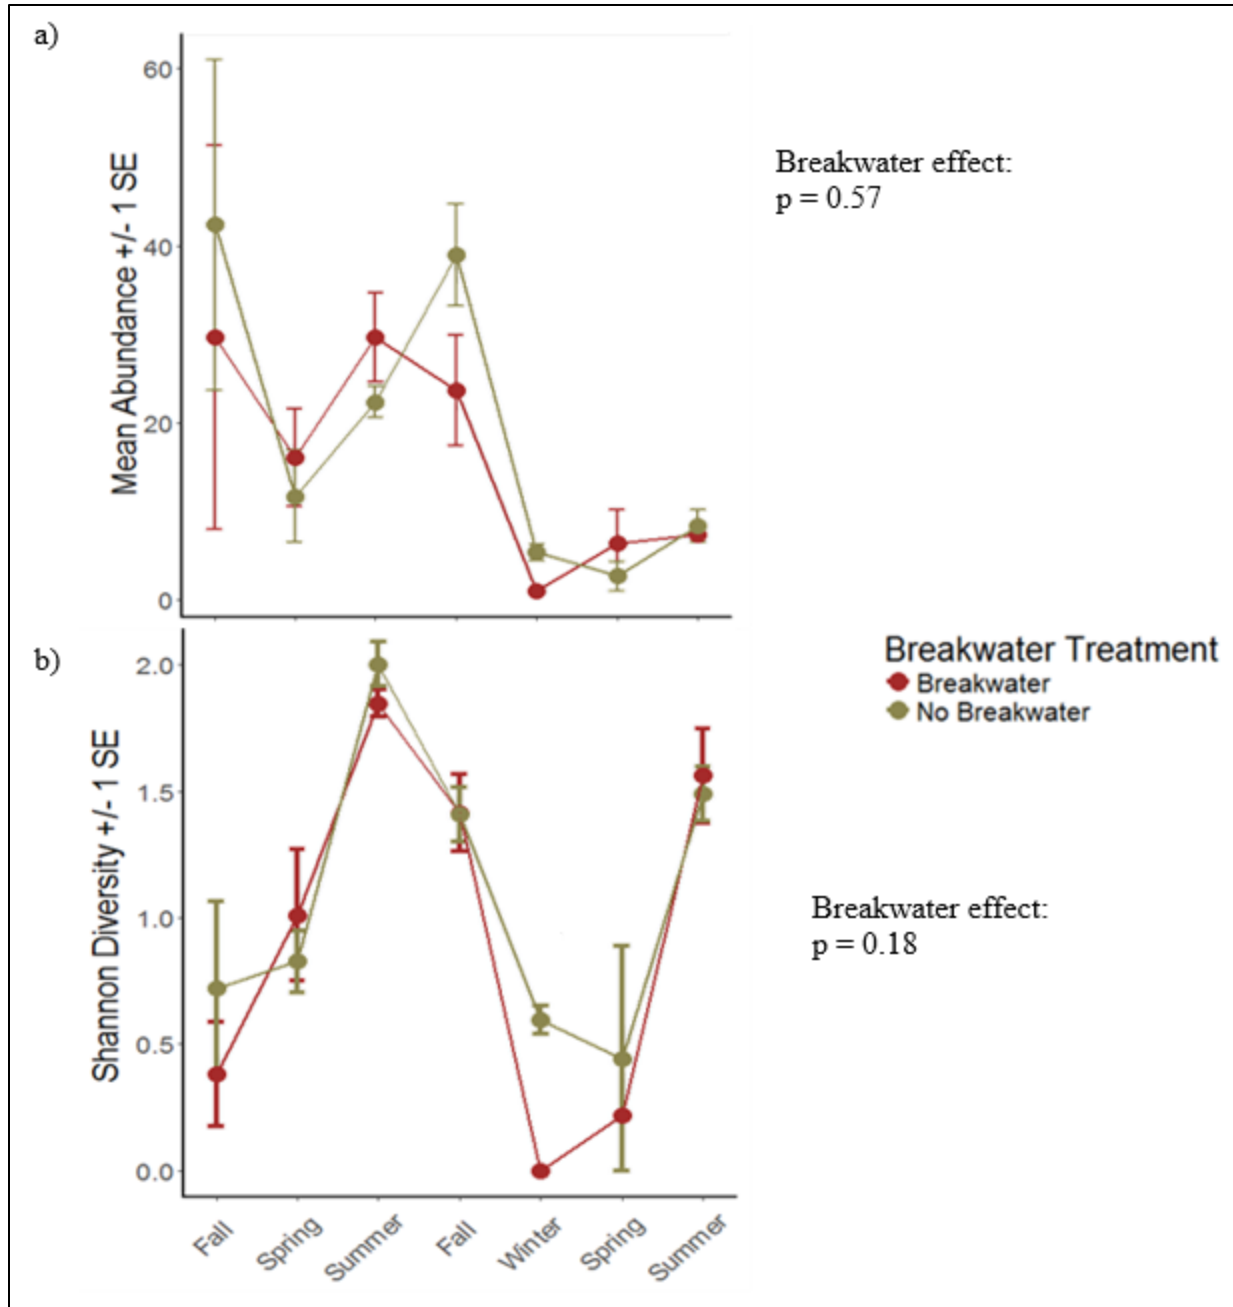 a)
60
40
20
0
Mean Abundance +/- 1 SE
Breakwater effect:
p = 0.57
b)
2.0
1.5
1.0
0.5
0.0
Shannon Diversity +/- 1 SE
Breakwater Treatment
Breakwater
No Breakwater
Breakwater effect:
p = 0.18
Fall
Spring
Summer
Fall
Winter
Spring
Summer